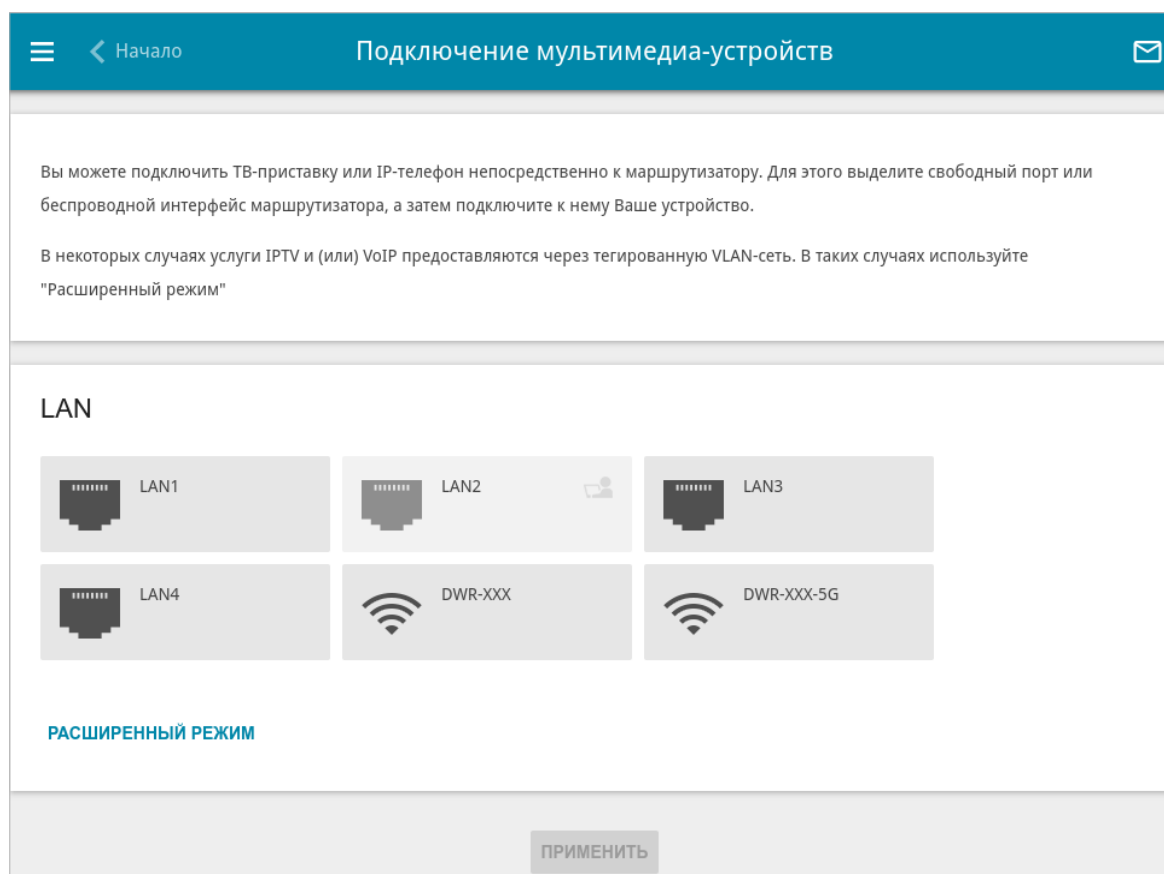 Начало
Подключение мультимедиа-устройств
Вы можете подключить ТВ-приставку или IP-телефон непосредственно к маршрутизатору. Для этого выделите свободный порт или
беспроводной интерфейс маршрутизатора, а затем подключите к нему Ваше устройство.
В некоторых случаях услуги IPTV и (или) VoIP предоставляются через тегированную VLAN-сеть. В таких случаях используйте
"Расширенный режим"
LAN
LAN1
LAN2
LAN3
LAN4
DWR-XXX
DWR-XXX-5G
РАСШИРЕННЫЙ РЕЖИМ
ПРИМЕНИТЬ